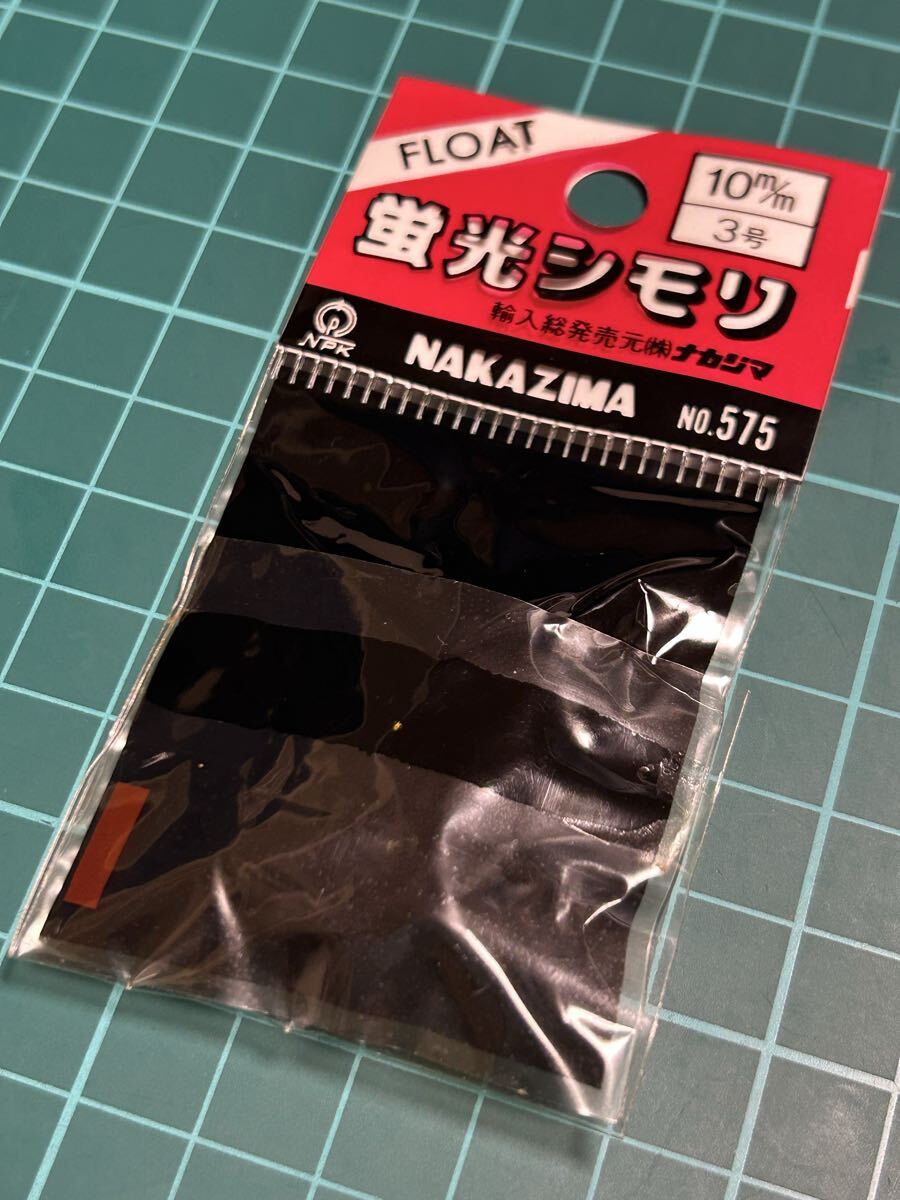 FLOAT
10m/m
3号
蛍光シモリ
輸入総発売元㈱ナカジマ
NPK
NAKAZIMA
NO.575